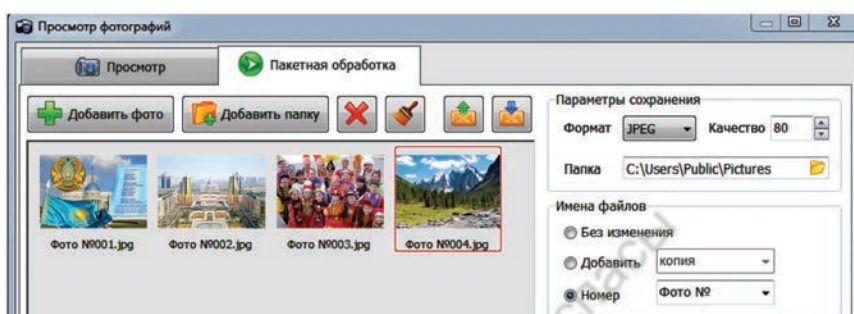 Просмотр фотографий
Просмотр
Пакетная обработка
Добавить фото
Добавить папку
Фото №001.jpg
Фото №002.jpg
Фото №003.jpg
Фото №004.jpg
Параметры сохранения
Формат JPEG Качество 80
Папка C:\Users\Public\Pictures
Имена файлов
Без изменения
Добавить копия
Номер Фото №